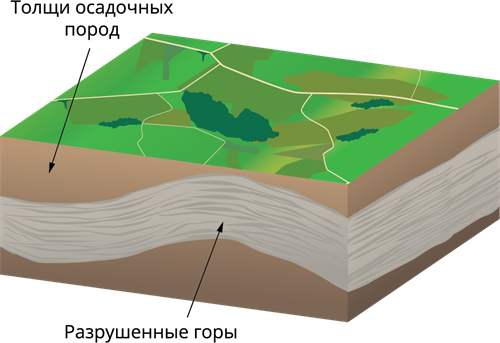 Толщи осадочных
пород
Разрушенные горы